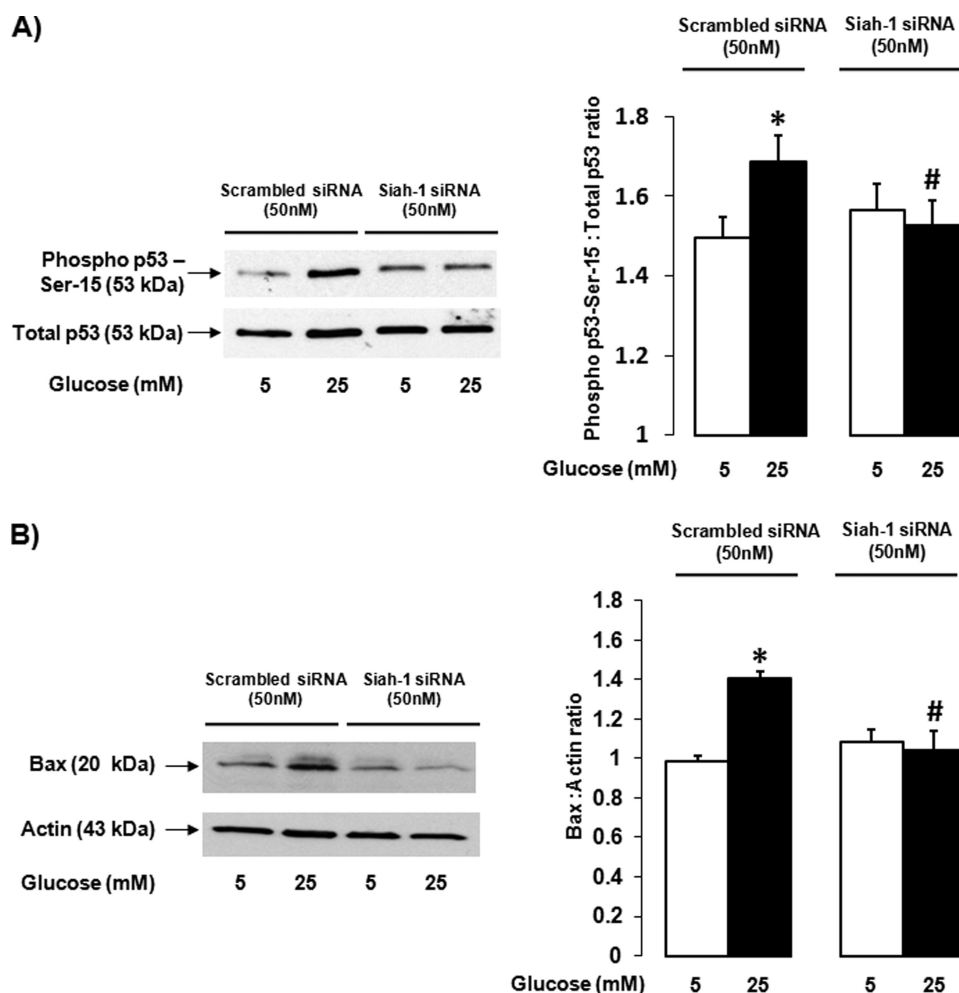 A)
Scrambled siRNA
(50nM)
Siah-1 siRNA
(50nM)
Phospho p53 –
Ser-15 (53 kDa)
Total p53 (53 kDa)
Glucose (mM)
5
25
5
25
Scrambled siRNA
(50nM)
Siah-1 siRNA
(50nM)
Phospho p53-Ser-15 : Total p53 ratio
1.8
1.6
1.4
1.2
1
*
#
Glucose (mM)
5
25
5
25
B)
Scrambled siRNA
(50nM)
Siah-1 siRNA
(50nM)
Bax (20 kDa)
Actin (43 kDa)
Glucose (mM)
5
25
5
25
Scrambled siRNA
(50nM)
Siah-1 siRNA
(50nM)
Bax :Actin ratio
1.8
1.6
1.4
1.2
1
0.8
0.6
0.4
0.2
0
*
#
Glucose (mM)
5
25
5
25